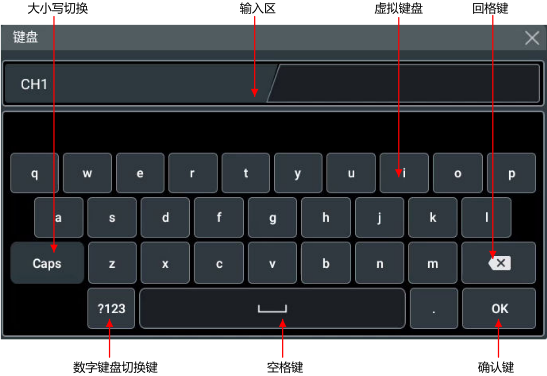 大小写切换 输入区 虚拟键盘 回格键
键盘
CH1
q w e r t y u i o p
a s d f g h j k l
Caps z x c v b n m
?123 . OK
数字键盘切换键 空格键 确认键